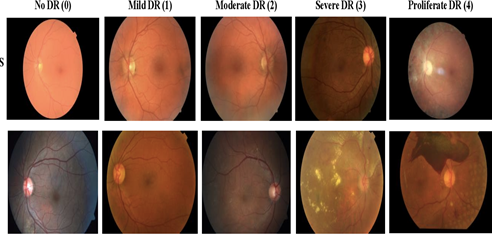 No DR (0) Mild DR (1) Moderate DR (2) Severe DR (3) Proliferate DR (4)
S